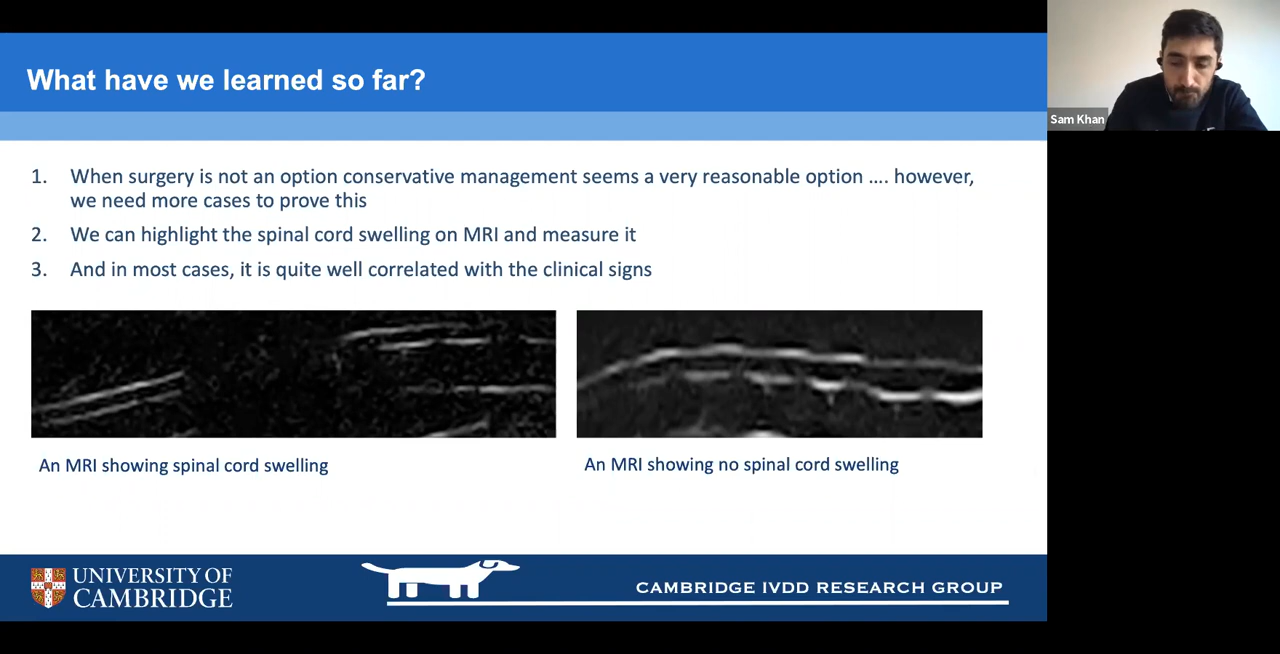 What have we learned so far?
Sam Khan
1. When surgery is not an option conservative management seems a very reasonable option .... however,
we need more cases to prove this
2. We can highlight the spinal cord swelling on MRI and measure it
3. And in most cases, it is quite well correlated with the clinical signs
An MRI showing spinal cord swelling
An MRI showing no spinal cord swelling
UNIVERSITY OF
CAMBRIDGE
CAMBRIDGE IVDD RESEARCH GROUP